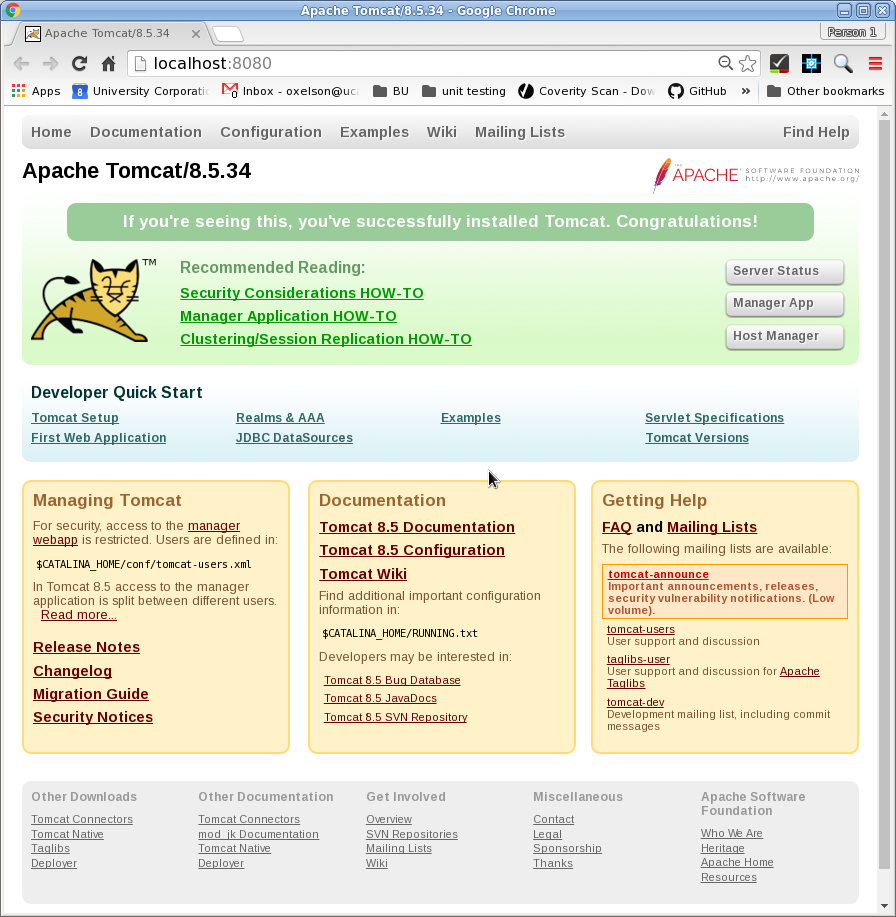 Apache Tomcat/8.5.34 - Google Chrome
Apache Tomcat/8.5.34
Person 1
localhost:8080
Apps
8 University Corporati
0 Inbox - oxelson@uc
BU
unit testing
Coverity Scan - Dow
GitHub
»
Other bookmarks
Home Documentation Configuration Examples Wiki Mailing Lists Find Help
Apache Tomcat/8.5.34
THE APACHE SOFTWARE FOUNDATION
http://www.apache.org/
If you're seeing this, you've successfully installed Tomcat. Congratulations!
TM
Recommended Reading:
Security Considerations HOW-TO
Manager Application HOW-TO
Clustering/Session Replication HOW-TO
Server Status
Manager App
Host Manager
Developer Quick Start
Tomcat Setup Realms & AAA Examples Servlet Specifications
First Web Application JDBC DataSources Tomcat Versions
Managing Tomcat
For security, access to the manager
webapp is restricted. Users are defined in:
$CATALINA_HOME/conf/tomcat-users.xml
In Tomcat 8.5 access to the manager
application is split between different users.
Read more...
Release Notes
Changelog
Migration Guide
Security Notices
Documentation
Tomcat 8.5 Documentation
Tomcat 8.5 Configuration
Tomcat Wiki
Find additional important configuration
information in:
$CATALINA_HOME/RUNNING.txt
Developers may be interested in:
Tomcat 8.5 Bug Database
Tomcat 8.5 JavaDocs
Tomcat 8.5 SVN Repository
Getting Help
FAQ and Mailing Lists
The following mailing lists are available:
tomcat-announce
Important announcements, releases,
security vulnerability notifications. (Low
volume).
tomcat-users
User support and discussion
taglibs-user
User support and discussion for Apache
Taglibs
tomcat-dev
Development mailing list, including commit
messages
Other Downloads
Tomcat Connectors
Tomcat Native
Taglibs
Deployer
Other Documentation
Tomcat Connectors
mod_jk Documentation
Tomcat Native
Deployer
Get Involved
Overview
SVN Repositories
Mailing Lists
Wiki
Miscellaneous
Contact
Legal
Sponsorship
Thanks
Apache Software
Foundation
Who We Are
Heritage
Apache Home
Resources